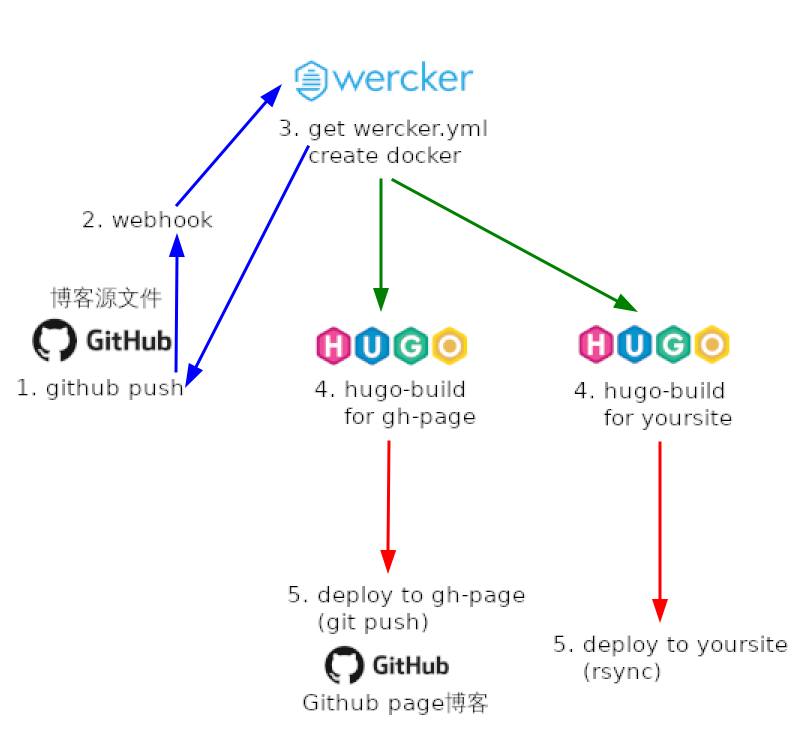 wercker
3. get wercker.yml
create docker
2. webhook
博客源文件
GitHub
1. github push
HUGO
4. hugo-build
for gh-page
HUGO
4. hugo-build
for yoursite
5. deploy to gh-page
(git push)
GitHub
Github page博客
5. deploy to yoursite
(rsync)